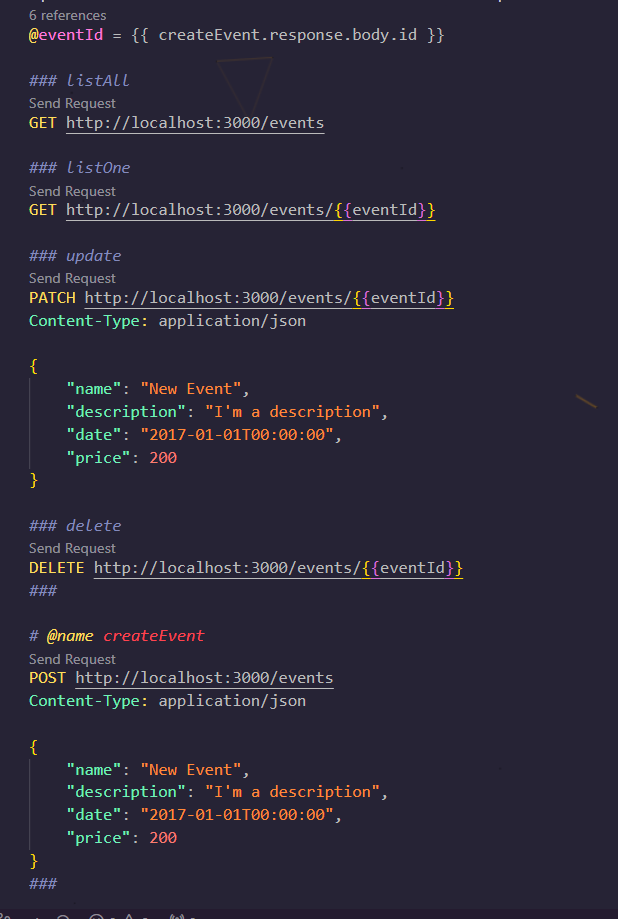 6 references
@eventId = {{ createEvent.response.body.id }}
### listAll
Send Request
GET http://localhost:3000/events
### listOne
Send Request
GET http://localhost:3000/events/{{eventId}}
### update
Send Request
PATCH http://localhost:3000/events/{{eventId}}
Content-Type: application/json
{
"name": "New Event",
"description": "I'm a description",
"date": "2017-01-01T00:00:00",
"price": 200
}
### delete
Send Request
DELETE http://localhost:3000/events/{{eventId}}
###
# @name createEvent
Send Request
POST http://localhost:3000/events
Content-Type: application/json
{
"name": "New Event",
"description": "I'm a description",
"date": "2017-01-01T00:00:00",
"price": 200
}
###